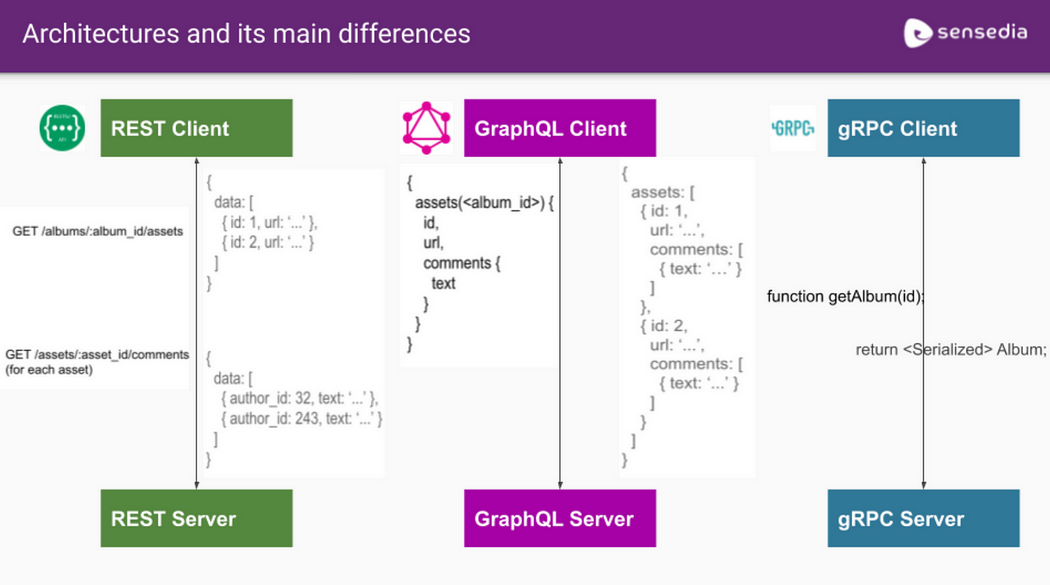 Architectures and its main differences
sensedia
REST Client
GET /albums/:album_id/assets
{
data: [
{ id: 1, url: ‘...’ },
{ id: 2, url: ‘...’ }
]
}
GET /assets/:asset_id/comments
(for each asset)
{
data: [
{ author_id: 32, text: ‘...’ },
{ author_id: 243, text: ‘...’ }
]
}
REST Server
GraphQL Client
{
assets(<album_id>) {
id,
url,
comments {
text
}
}
}
{
assets: [
{ id: 1,
url: ‘...’,
comments: [
{ text: ‘...’ }
]
},
{ id: 2,
url: ‘...’,
comments: [
{ text: ‘...’ }
]
}
]
}
GraphQL Server
GRPC
gRPC Client
function getAlbum(id);
return <Serialized> Album;
gRPC Server